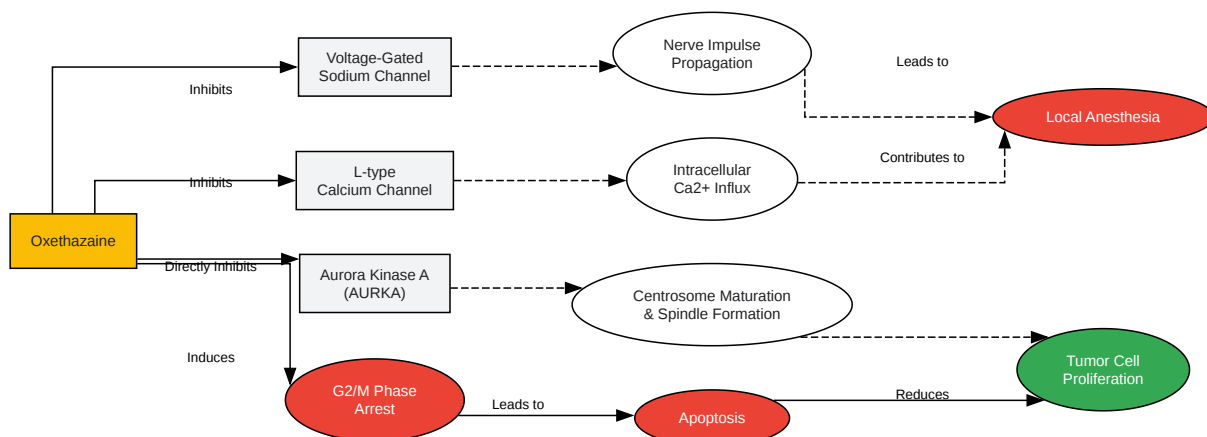 Voltage-Gated
Sodium Channel
Nerve Impulse
Propagation
Leads to
Inhibits
Local Anesthesia
L-type
Calcium Channel
Intracellular
Ca2+ Influx
Contributes to
Inhibits
Oxethazaine
Directly Inhibits
Aurora Kinase A
(AURKA)
Centrosome Maturation
& Spindle Formation
Induces
Tumor Cell
Proliferation
G2/M Phase
Arrest
Leads to
Apoptosis
Reduces